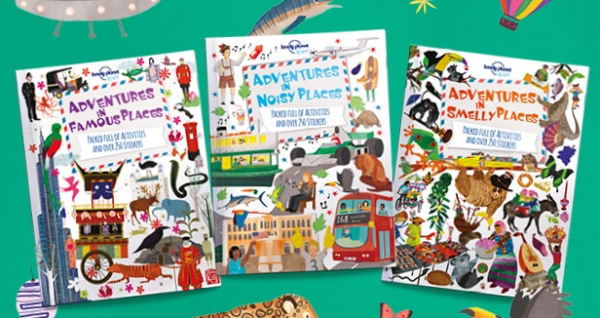 lonely planet
KIDS
ADVENTURES
IN
FAMOUS PLACES
PACKED FULL OF ACTIVITIES
AND OVER 250 STICKERS
lonely planet
KIDS
ADVENTURES
IN
NOISY PLACES
PACKED FULL OF ACTIVITIES
AND OVER 250 STICKERS
168
lonely planet
KIDS
ADVENTURES
IN
SMELLY PLACES
PACKED FULL OF ACTIVITIES
AND OVER 250 STICKERS